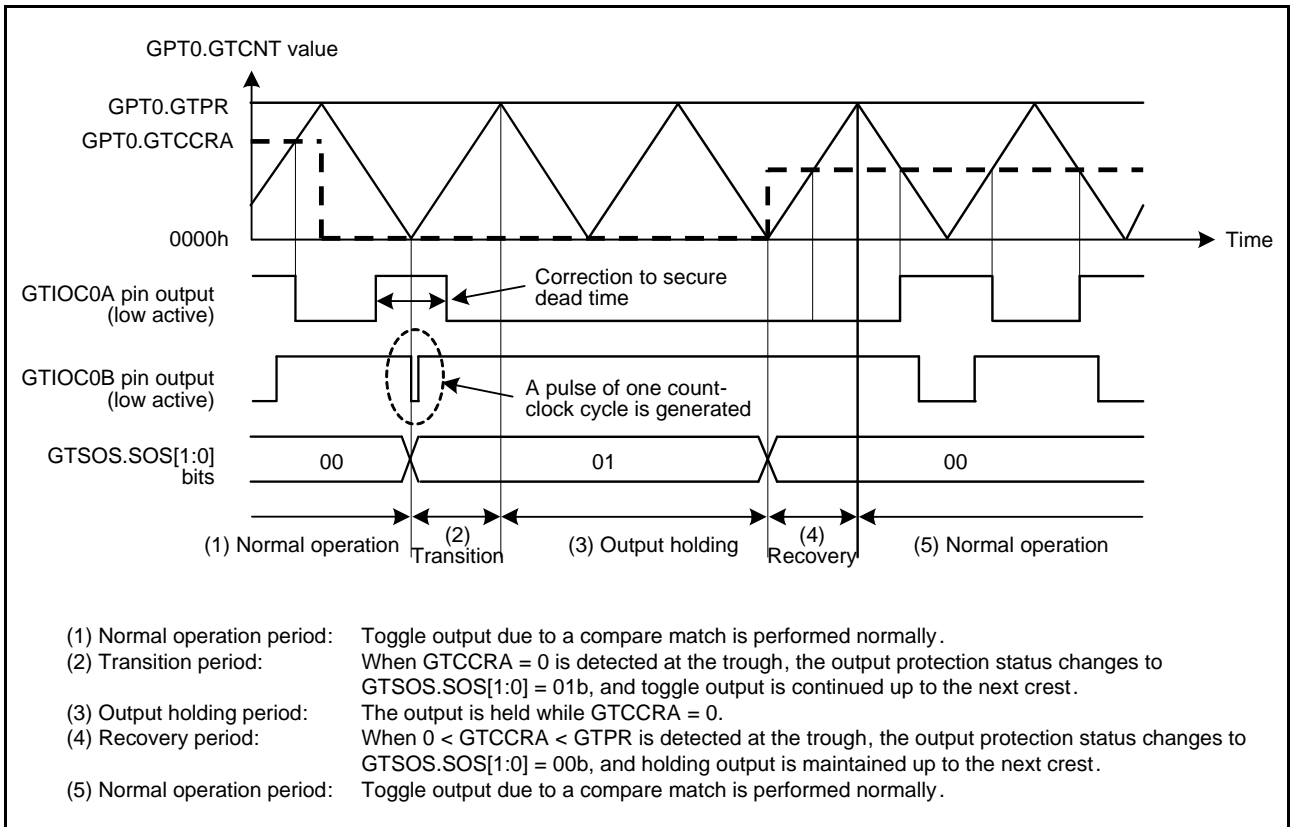 GPT0.GTCNT value
GPT0.GTPR
GPT0.GTCCRA
0000h
Time
GTIOC0A pin output
(low active)
Correction to secure
dead time
GTIOC0B pin output
(low active)
A pulse of one count-
clock cycle is generated
GTSOS.SOS[1:0]
bits
00
01
00
(1) Normal operation
(2)
Transition
(3) Output holding
(4)
Recovery
(5) Normal operation
(1) Normal operation period: Toggle output due to a compare match is performed normally.
(2) Transition period: When GTCCRA = 0 is detected at the trough, the output protection status changes to
GTSOS.SOS[1:0] = 01b, and toggle output is continued up to the next crest.
(3) Output holding period: The output is held while GTCCRA = 0.
(4) Recovery period: When 0 < GTCCRA < GTPR is detected at the trough, the output protection status changes to
GTSOS.SOS[1:0] = 00b, and holding output is maintained up to the next crest.
(5) Normal operation period: Toggle output due to a compare match is performed normally.